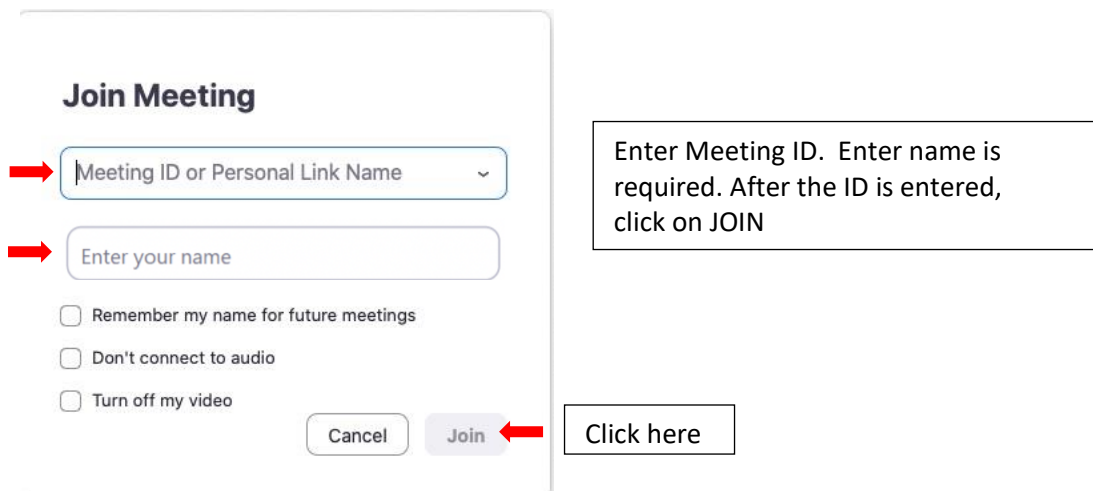 Join Meeting
Meeting ID or Personal Link Name
Enter your name
Remember my name for future meetings
Don't connect to audio
Turn off my video
Cancel
Join
Enter Meeting ID.  Enter name is
required. After the ID is entered,
click on JOIN
Click here